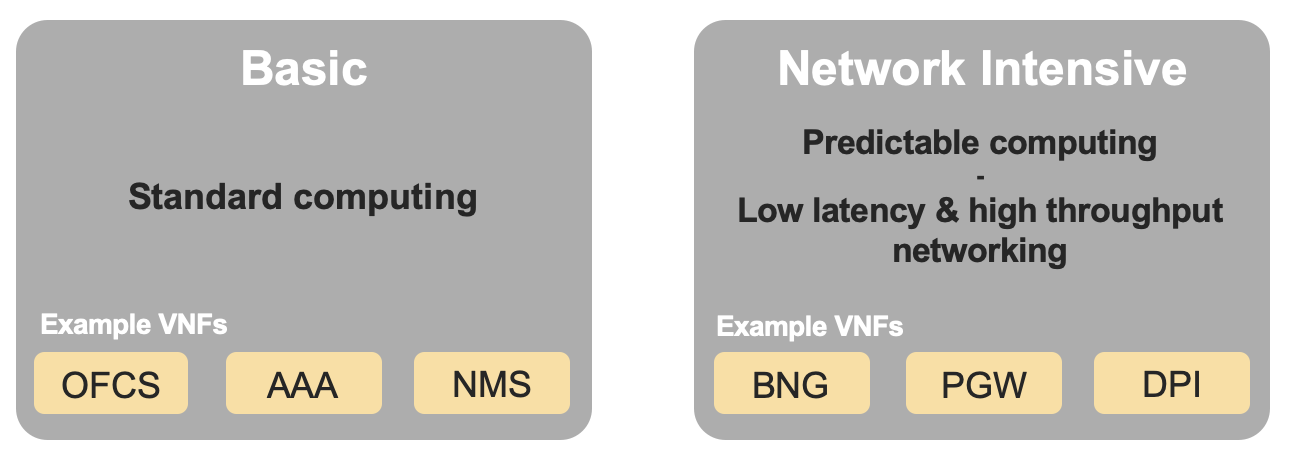 Basic
Standard computing
Example VNFs
OFCS
AAA
NMS
Network Intensive
Predictable computing
-
Low latency & high throughput
networking
Example VNFs
BNG
PGW
DPI